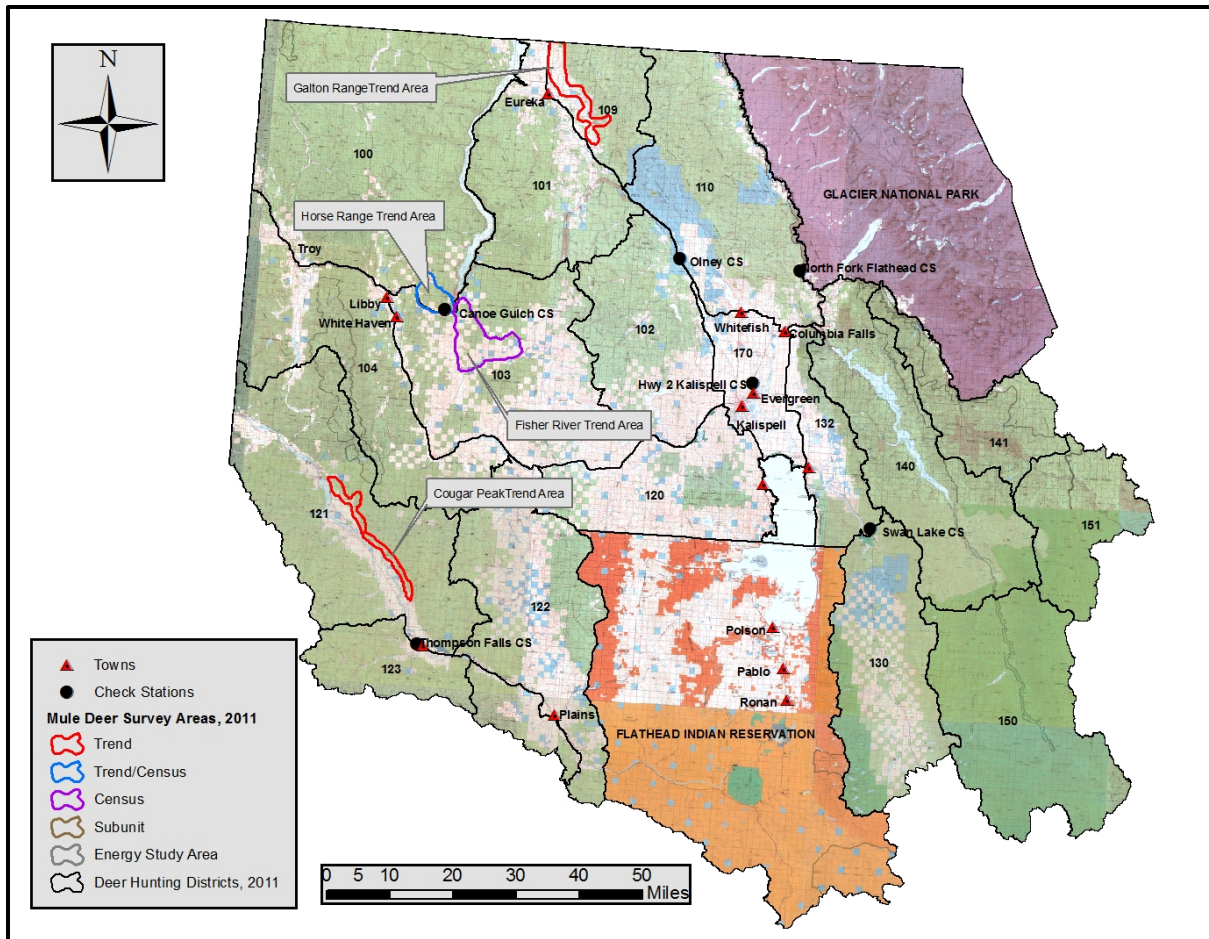 N
Galton RangeTrend Area
Eureka
109
100
101
110
GLACIER NATIONAL PARK
Horse Range Trend Area
Troy
Olney CS
North Fork Flathead CS
Libby
Canoe Gulch CS
White Haven
Whitefish
Columbia Falls
102
170
104
103
Hwy 2 Kalispell CS
Evergreen
Kalispell
Fisher River Trend Area
132
141
140
Cougar PeakTrend Area
120
121
151
Swan Lake CS
122
Polson
Thompson Falls CS
123
Pablo
130
Ronan
150
Plains
FLATHEAD INDIAN RESERVATION
Towns
Check Stations
Mule Deer Survey Areas, 2011
Trend
Trend/Census
Census
Subunit
Energy Study Area
Deer Hunting Districts, 2011
0 5 10 20 30 40 50
Miles